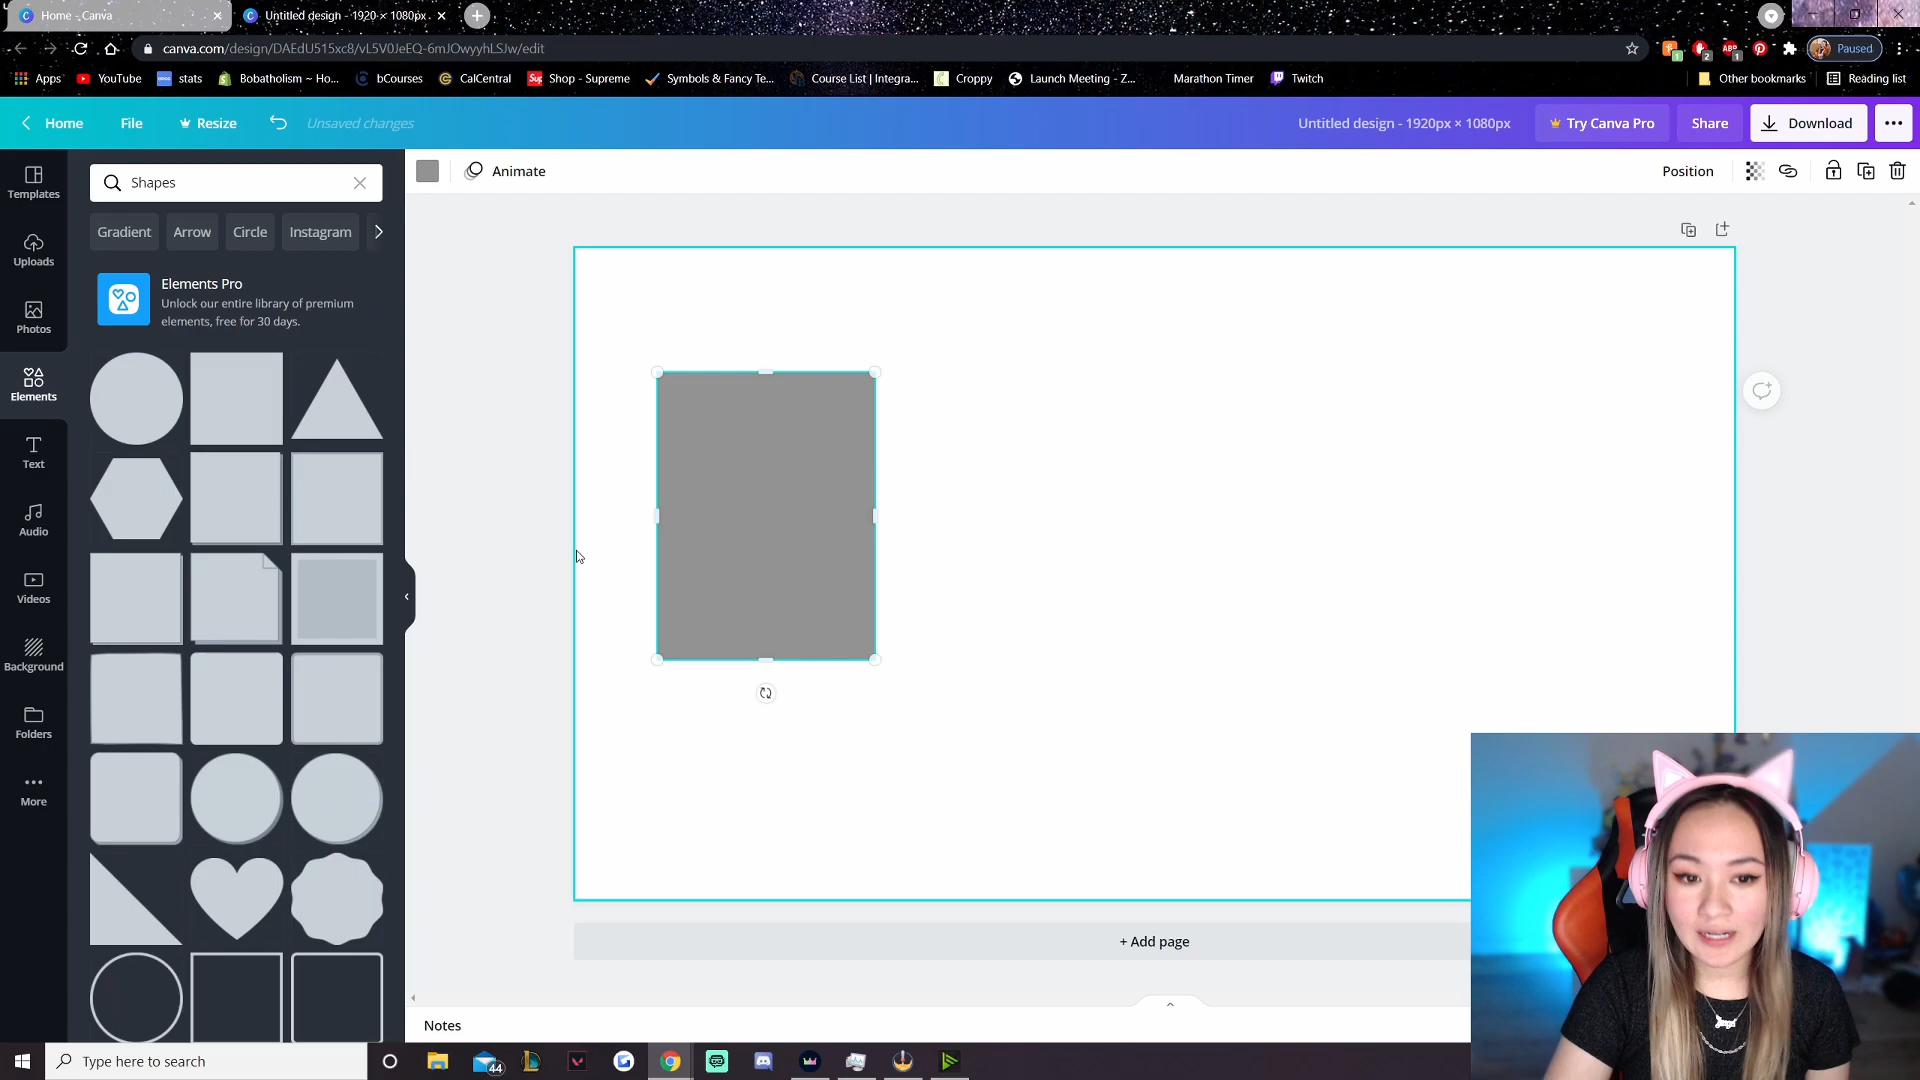 Home - Canva
Untitled design - 1920 × 1080px
canva.com/design/DAEdU515xc8/vL5V0JeEQ-6mJOwyyhLSJw/edit
Paused
Apps
YouTube
stats
Bobatholism ~ Ho...
bCourses
CalCentral
Shop - Supreme
Symbols & Fancy Te...
Course List | Integra...
Croppy
Launch Meeting - Z...
Marathon Timer
Twitch
Other bookmarks
Reading list
Home
File
Resize
Unsaved changes
Untitled design - 1920px × 1080px
Try Canva Pro
Share
Download
Templates
Uploads
Photos
Elements
Text
Audio
Videos
Background
Folders
More
Shapes
Gradient
Arrow
Circle
Instagram
Elements Pro
Unlock our entire library of premium
elements, free for 30 days.
Animate
Position
+ Add page
Notes
Type here to search
44